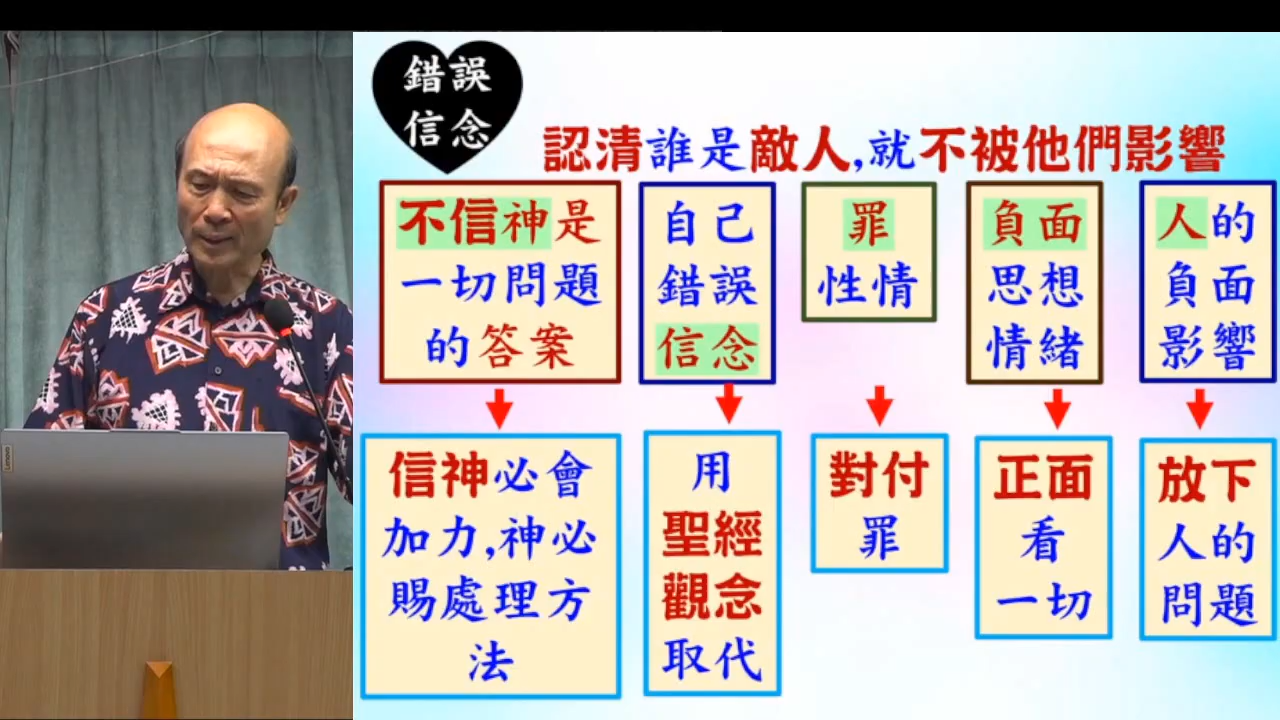 錯誤
信念
認清誰是敵人,就不被他們影響
不信神是
一切問題
的答案
自己
錯誤
信念
罪
性情
負面
思想
情緒
人的
負面
影響
信神必會
加力,神必
賜處理方
法
用
聖經
觀念
取代
對付
罪
正面
看
一切
放下
人的
問題
Lenovo